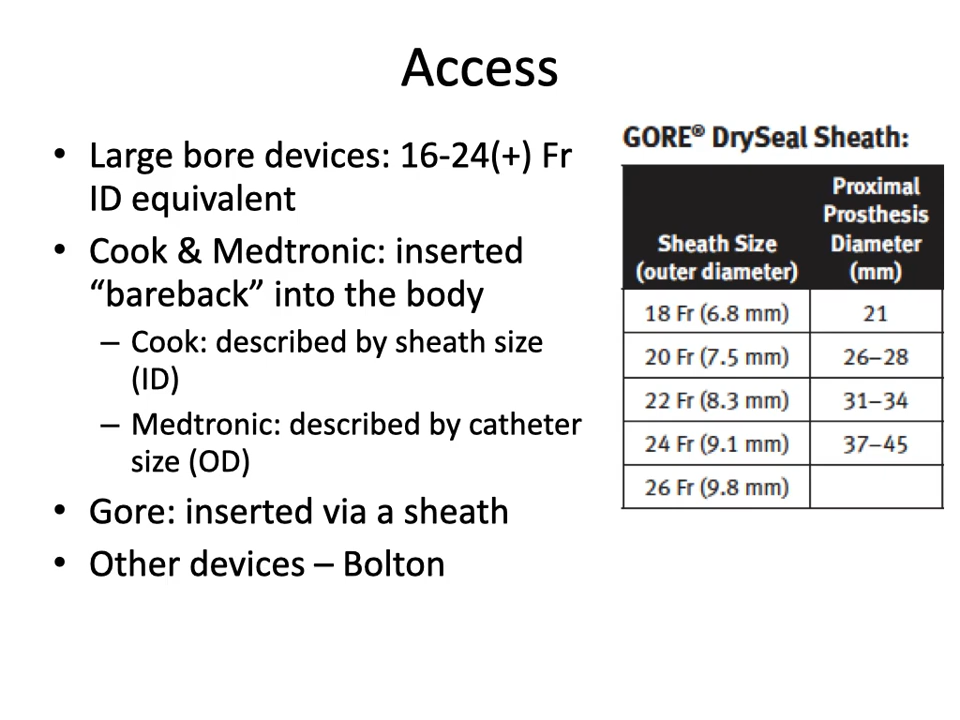 Access
• Large bore devices: 16-24(+) Fr
ID equivalent
• Cook & Medtronic: inserted
“bareback” into the body
– Cook: described by sheath size
(ID)
– Medtronic: described by catheter
size (OD)
• Gore: inserted via a sheath
• Other devices – Bolton
GORE® DrySeal Sheath:
Sheath Size
(outer diameter)
Proximal
Prosthesis
Diameter
(mm)
18 Fr (6.8 mm) 21
20 Fr (7.5 mm) 26–28
22 Fr (8.3 mm) 31–34
24 Fr (9.1 mm) 37–45
26 Fr (9.8 mm)